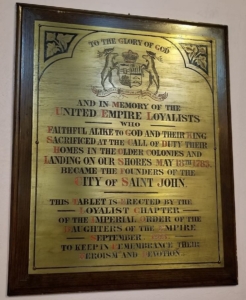 TO THE GLORY OF GOD
AND IN MEMORY OF THE
UNITED EMPIRE LOYALISTS
WHO
FAITHFUL ALIKE TO GOD AND THEIR KING
SACRIFICED AT THE CALL OF DUTY THEIR
HOMES IN THE OLDER COLONIES AND
LANDING ON OUR SHORES MAY 18TH 1783
BECAME THE FOUNDERS OF THE
CITY OF SAINT JOHN.
THIS TABLET IS ERECTED BY THE
LOYALIST CHAPTER
OF THE IMPERIAL ORDER OF THE
DAUGHTERS OF THE EMPIRE
SEPTEMBER
TO KEEP IN REMEMBRANCE THEIR
HEROISM AND DEVOTION.